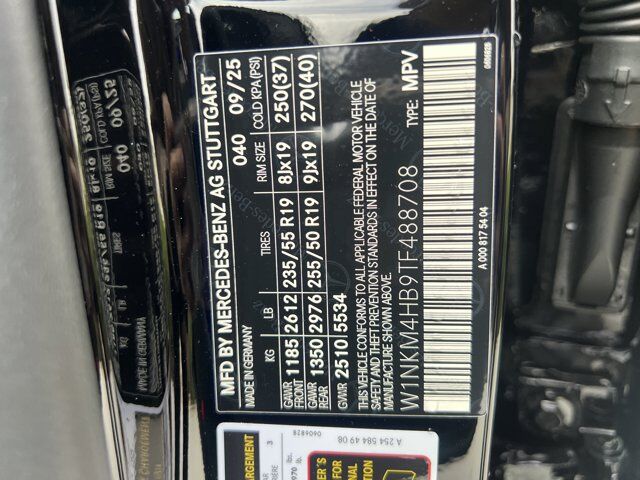 MFD BY MERCEDES-BENZ AG STUTTGART
MADE IN GERMANY 040 09/25
KG LB TIRES RIM SIZE COLD KPA(PSI)
GAWR FRONT 1185 2612 235/55 R19 8Jx19 250(37)
GAWR REAR 1350 2976 255/50 R19 9Jx19 270(40)
GVWR 2510 5534
THIS VEHICLE CONFORMS TO ALL APPLICABLE FEDERAL MOTOR VEHICLE
SAFETY AND THEFT PREVENTION STANDARDS IN EFFECT ON THE DATE OF
MANUFACTURE SHOWN ABOVE.
W1NKM4HB9TF488708 TYPE: MPV
A 000 817 54 04 0606828
A 254 584 49 08 0606828